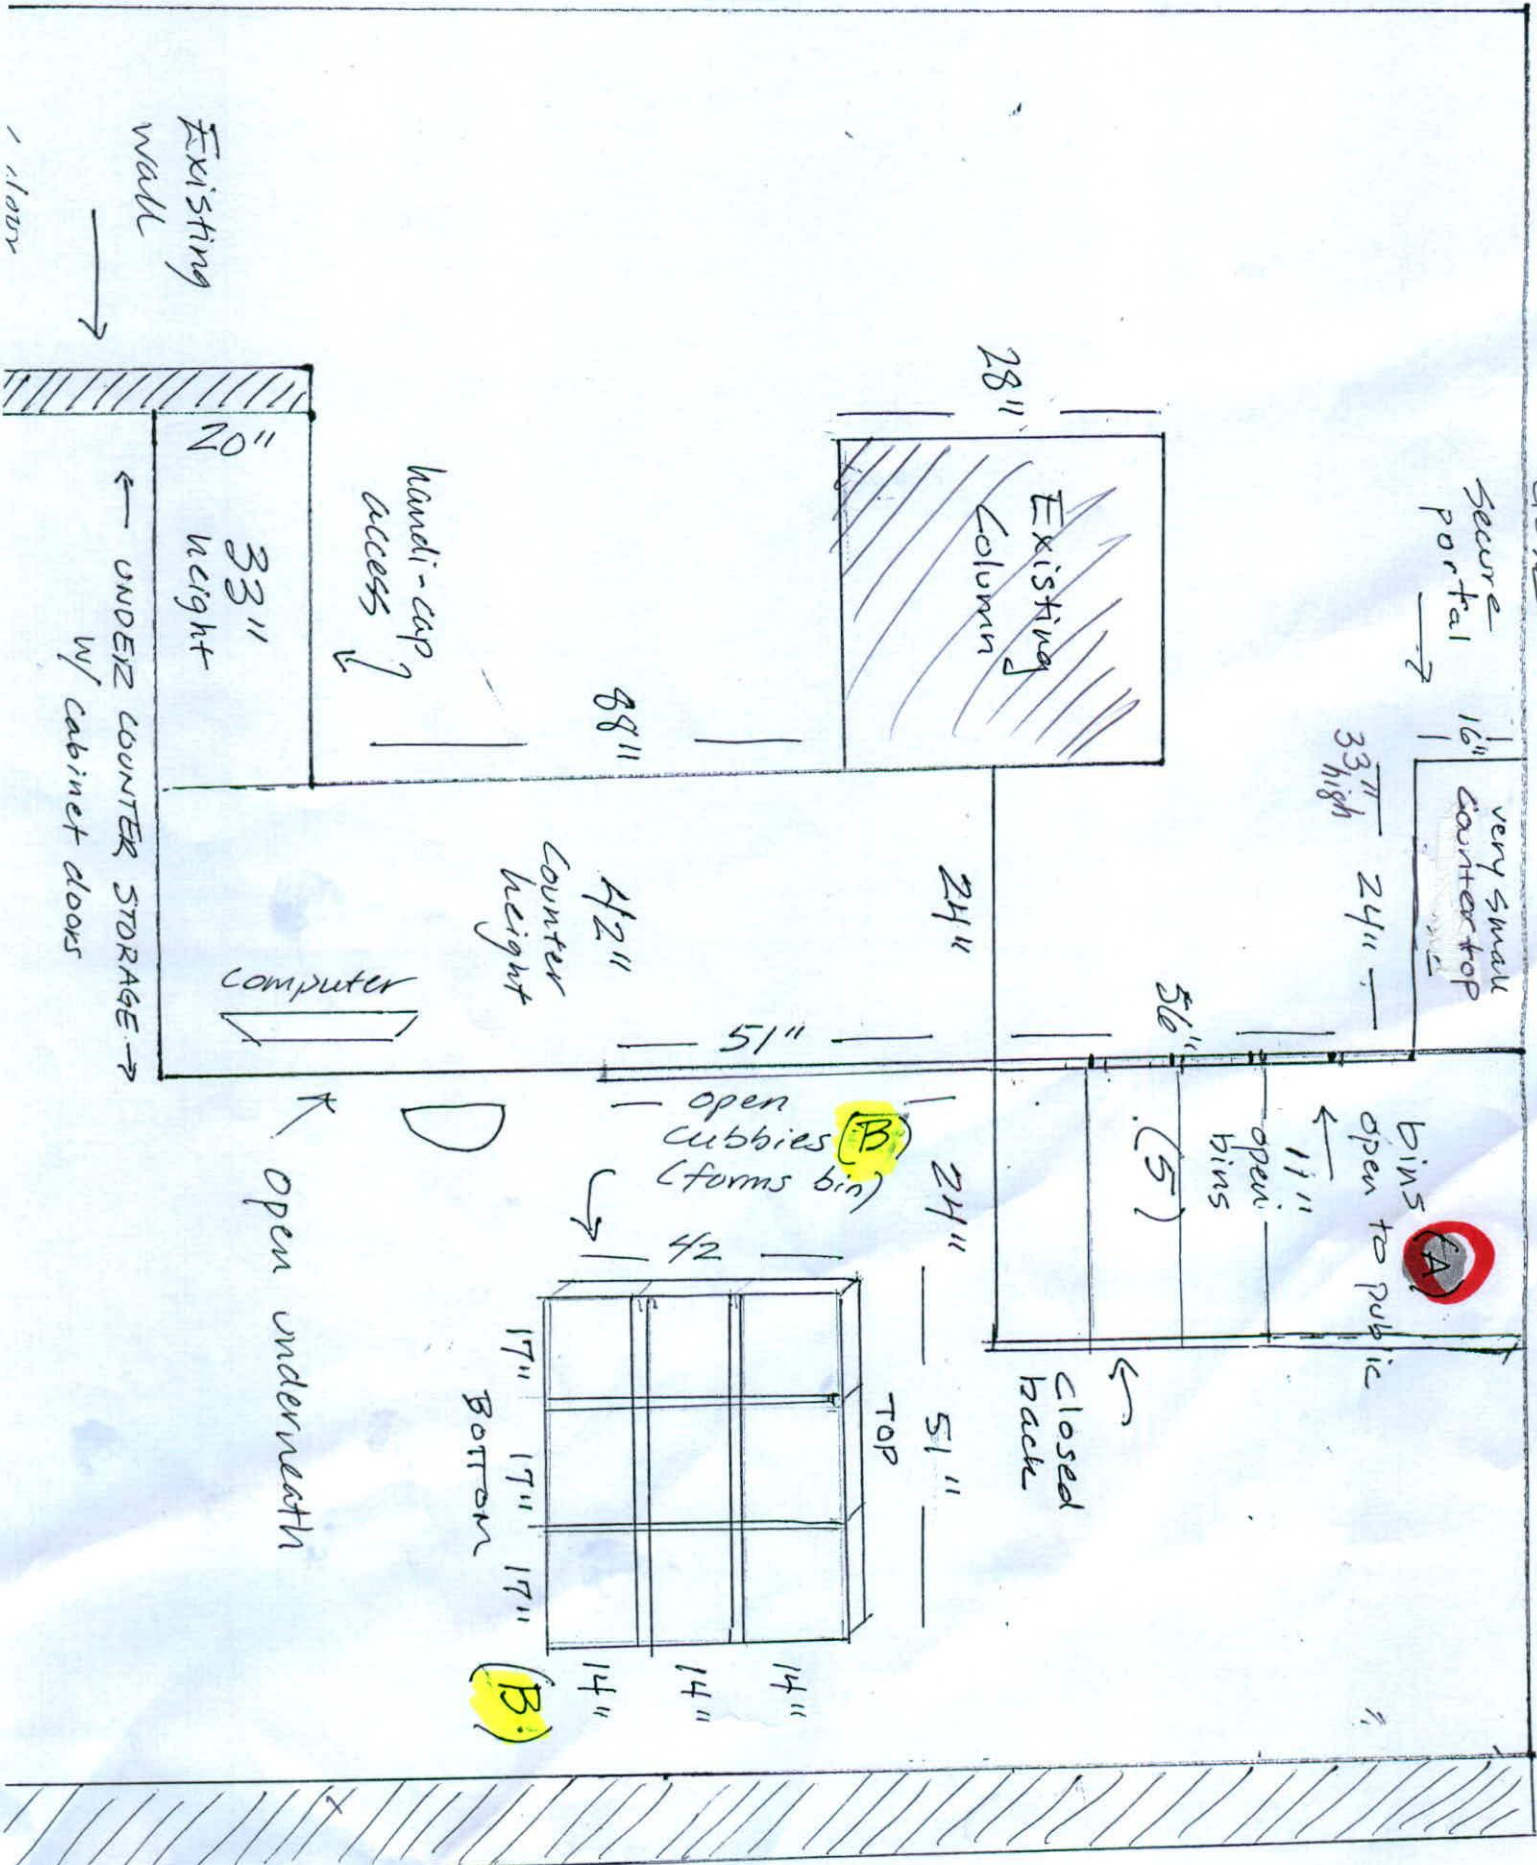 Secure
portal
16"
very small
countertop
33"
high
24"
bins (A)
open to public
11"
open
bins
(5)
56"
closed
back
28"
Existing
Column
24"
24"
51"
open
cubbies (B)
(forms bin)
42
51"
TOP
14"
14"
14"
17"
17"
17"
BOTTOM
(B)
88"
42"
counter
height
handi-cap
access
computer
open underneath
Existing
wall
20"
33"
height
← UNDER COUNTER STORAGE →
w/ cabinet doors